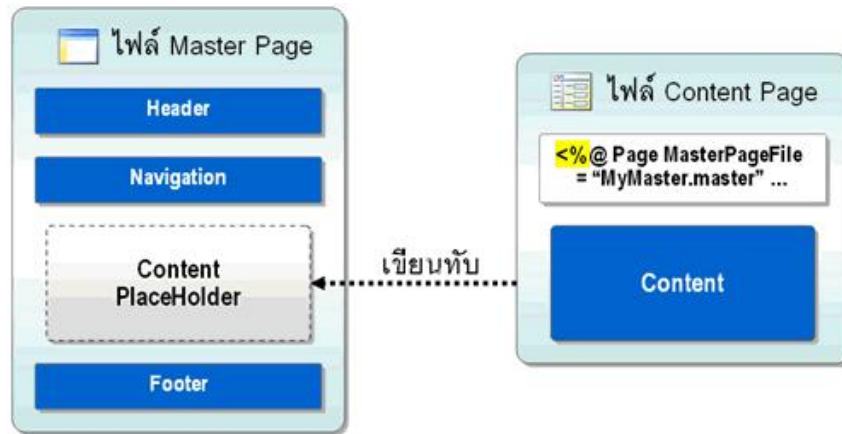 ไฟล์ Master Page
Header
Navigation
Content
PlaceHolder
Footer
เขียนทับ
ไฟล์ Content Page
<%@ Page MasterPageFile
= “MyMaster.master” ...
Content